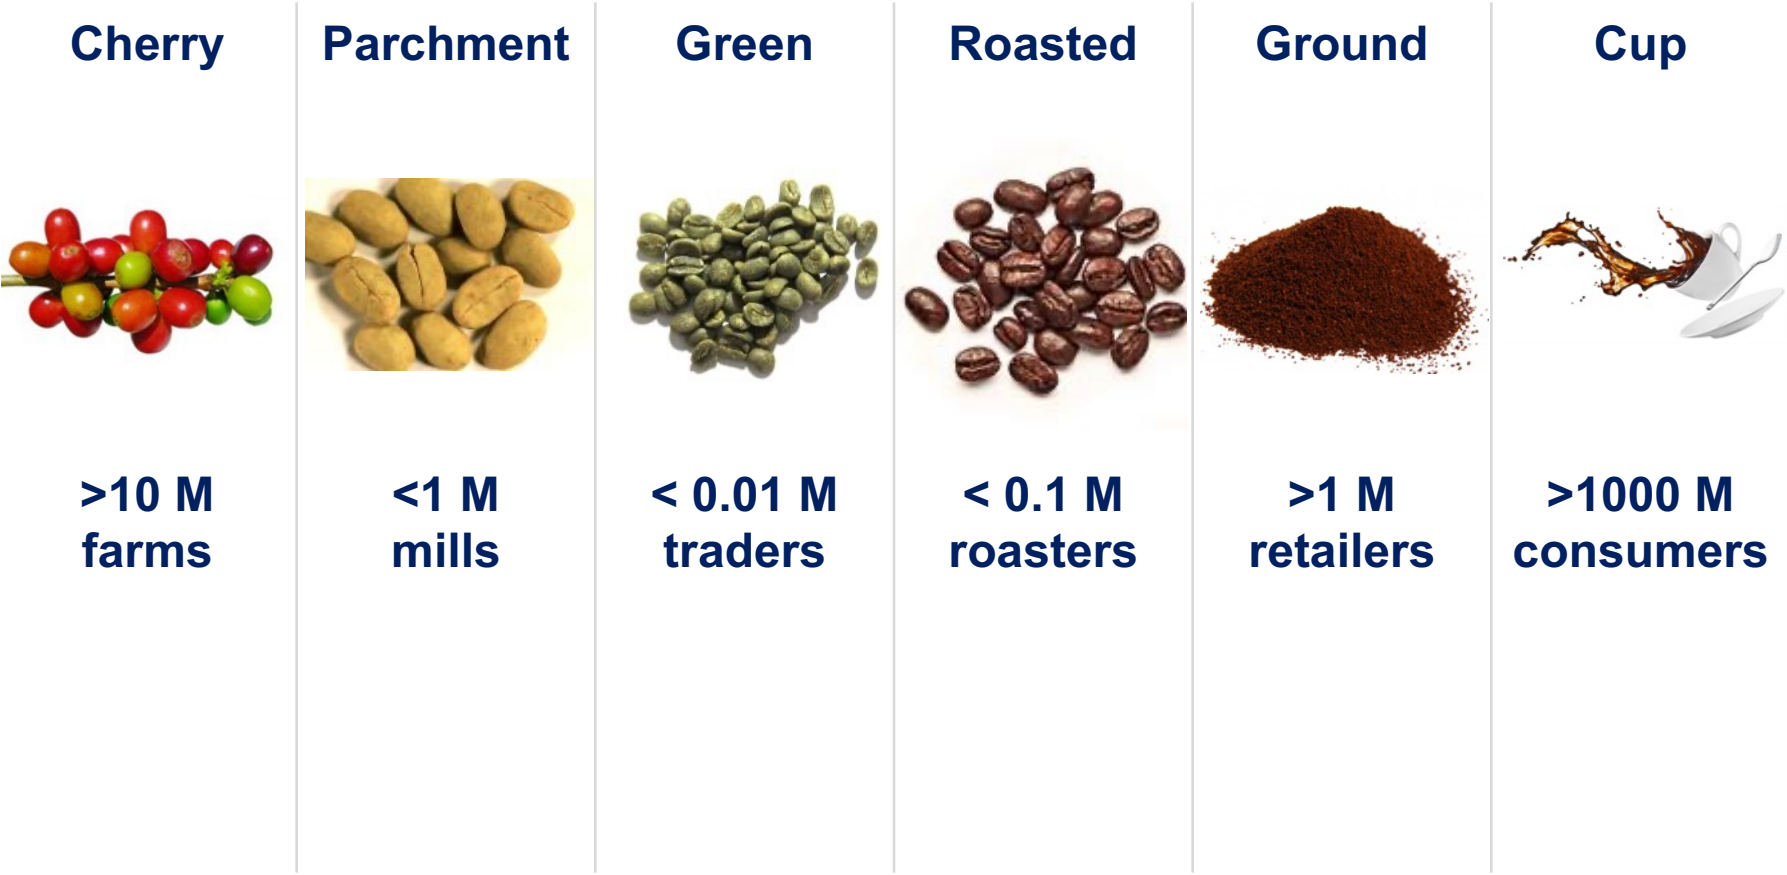 Cherry
Parchment
Green
Roasted
Ground
Cup
>10 M
farms
<1 M
mills
< 0.01 M
traders
< 0.1 M
roasters
>1 M
retailers
>1000 M
consumers